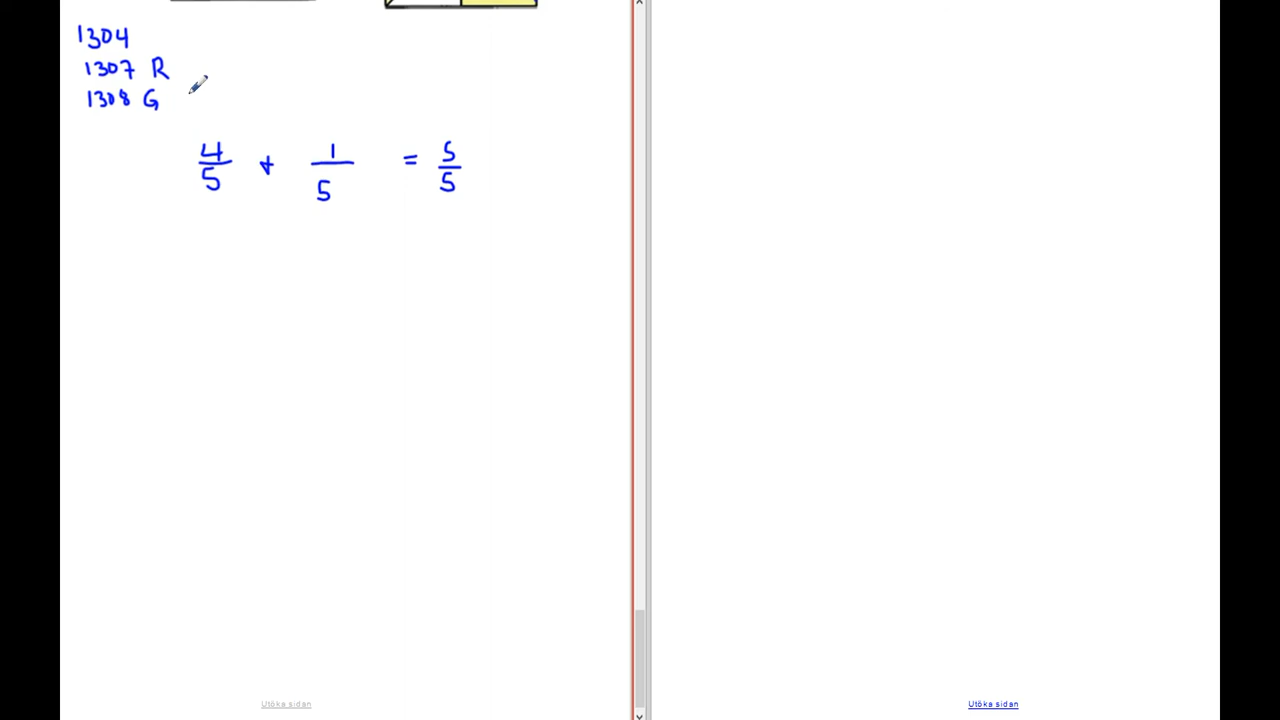 1304
1307 R
1308 G
4/5 + 1/5 = 5/5
Utöka sidan
Utöka sidan